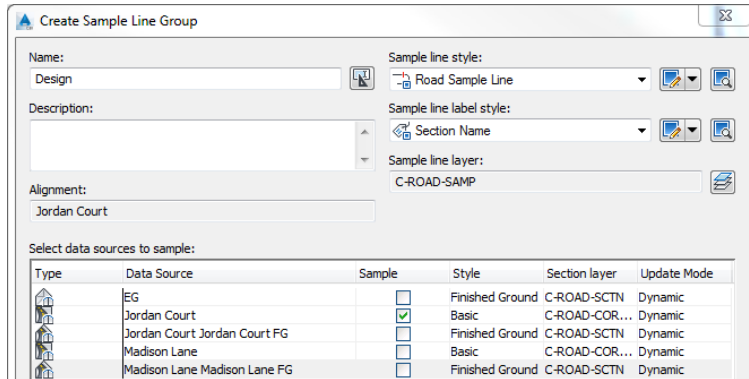 Create Sample Line Group
Name:
Design
Description:
Alignment:
Jordan Court
Sample line style:
Road Sample Line
Sample line label style:
Section Name
Sample line layer:
C-ROAD-SAMP
Select data sources to sample:
Type Data Source Sample Style Section layer Update Mode
EG Finished Ground C-ROAD-SCTN Dynamic
Jordan Court Basic C-ROAD-COR... Dynamic
Jordan Court Jordan Court FG Finished Ground C-ROAD-SCTN Dynamic
Madison Lane Basic C-ROAD-COR... Dynamic
Madison Lane Madison Lane FG Finished Ground C-ROAD-SCTN Dynamic